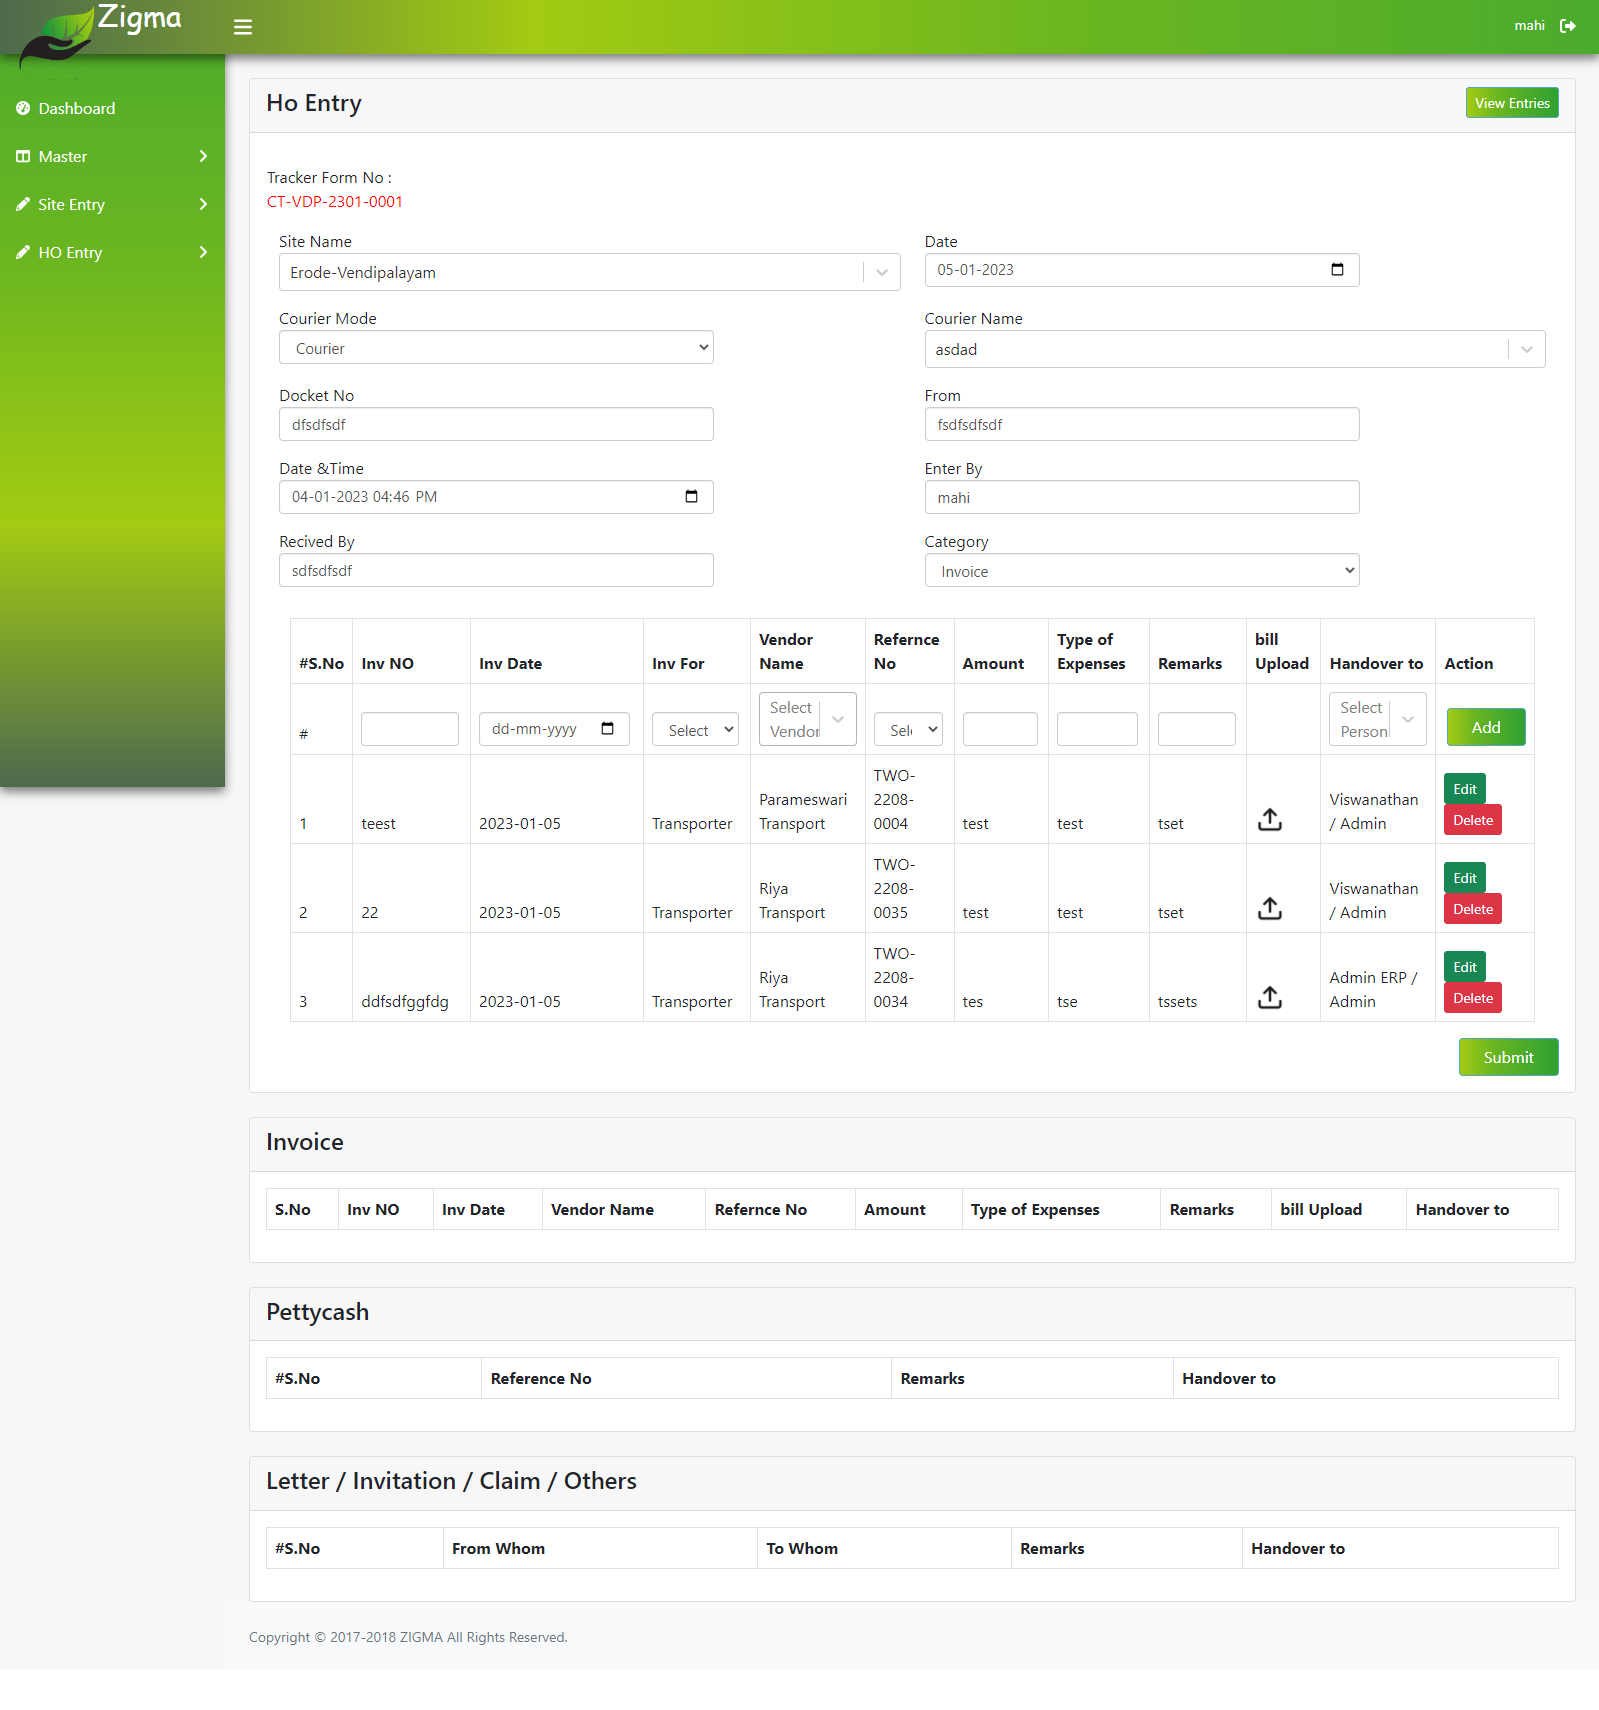 Zigma
mahi
Dashboard
Master
Site Entry
HO Entry
Ho Entry
View Entries
Tracker Form No :
CT-VDP-2301-0001
Site Name
Date
Erode-Vendipalayam
05-01-2023
Courier Mode
Courier Name
Courier
asdad
Docket No
From
dfsdfsdf
fsdfsdfsdf
Date &Time
Enter By
04-01-2023 04:46 PM
mahi
Recived By
Category
sdfsdfsdf
Invoice
#S.No Inv NO Inv Date Inv For Vendor Name Refernce No Amount Type of Expenses Remarks bill Upload Handover to Action
# dd-mm-yyyy Select Select Vendor Sel Select Person Add
1 teest 2023-01-05 Transporter Parameswari Transport TWO-2208-0004 test test tset Viswanathan / Admin Edit Delete
2 22 2023-01-05 Transporter Riya Transport TWO-2208-0035 test test tset Viswanathan / Admin Edit Delete
3 ddfsdfggfdg 2023-01-05 Transporter Riya Transport TWO-2208-0034 tes tse tssets Admin ERP / Admin Edit Delete
Submit
Invoice
S.No Inv NO Inv Date Vendor Name Refernce No Amount Type of Expenses Remarks bill Upload Handover to
Pettycash
#S.No Reference No Remarks Handover to
Letter / Invitation / Claim / Others
#S.No From Whom To Whom Remarks Handover to
Copyright © 2017-2018 ZIGMA All Rights Reserved.